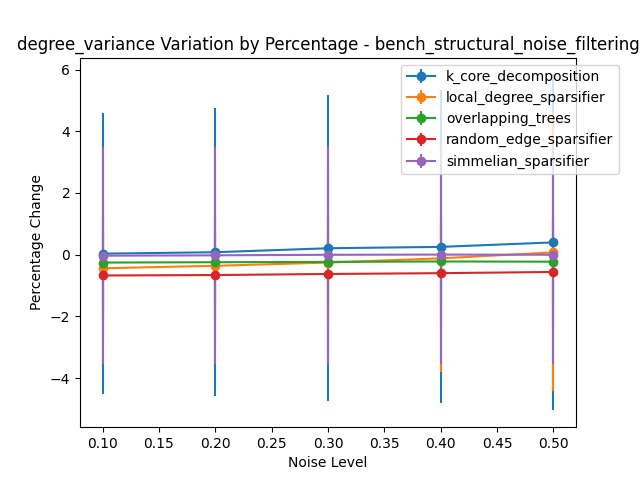 degree_variance Variation by Percentage - bench_structural_noise_filtering
k_core_decomposition
local_degree_sparsifier
overlapping_trees
random_edge_sparsifier
simmelian_sparsifier
Percentage Change
6
4
2
0
−2
−4
0.10 0.15 0.20 0.25 0.30 0.35 0.40 0.45 0.50
Noise Level